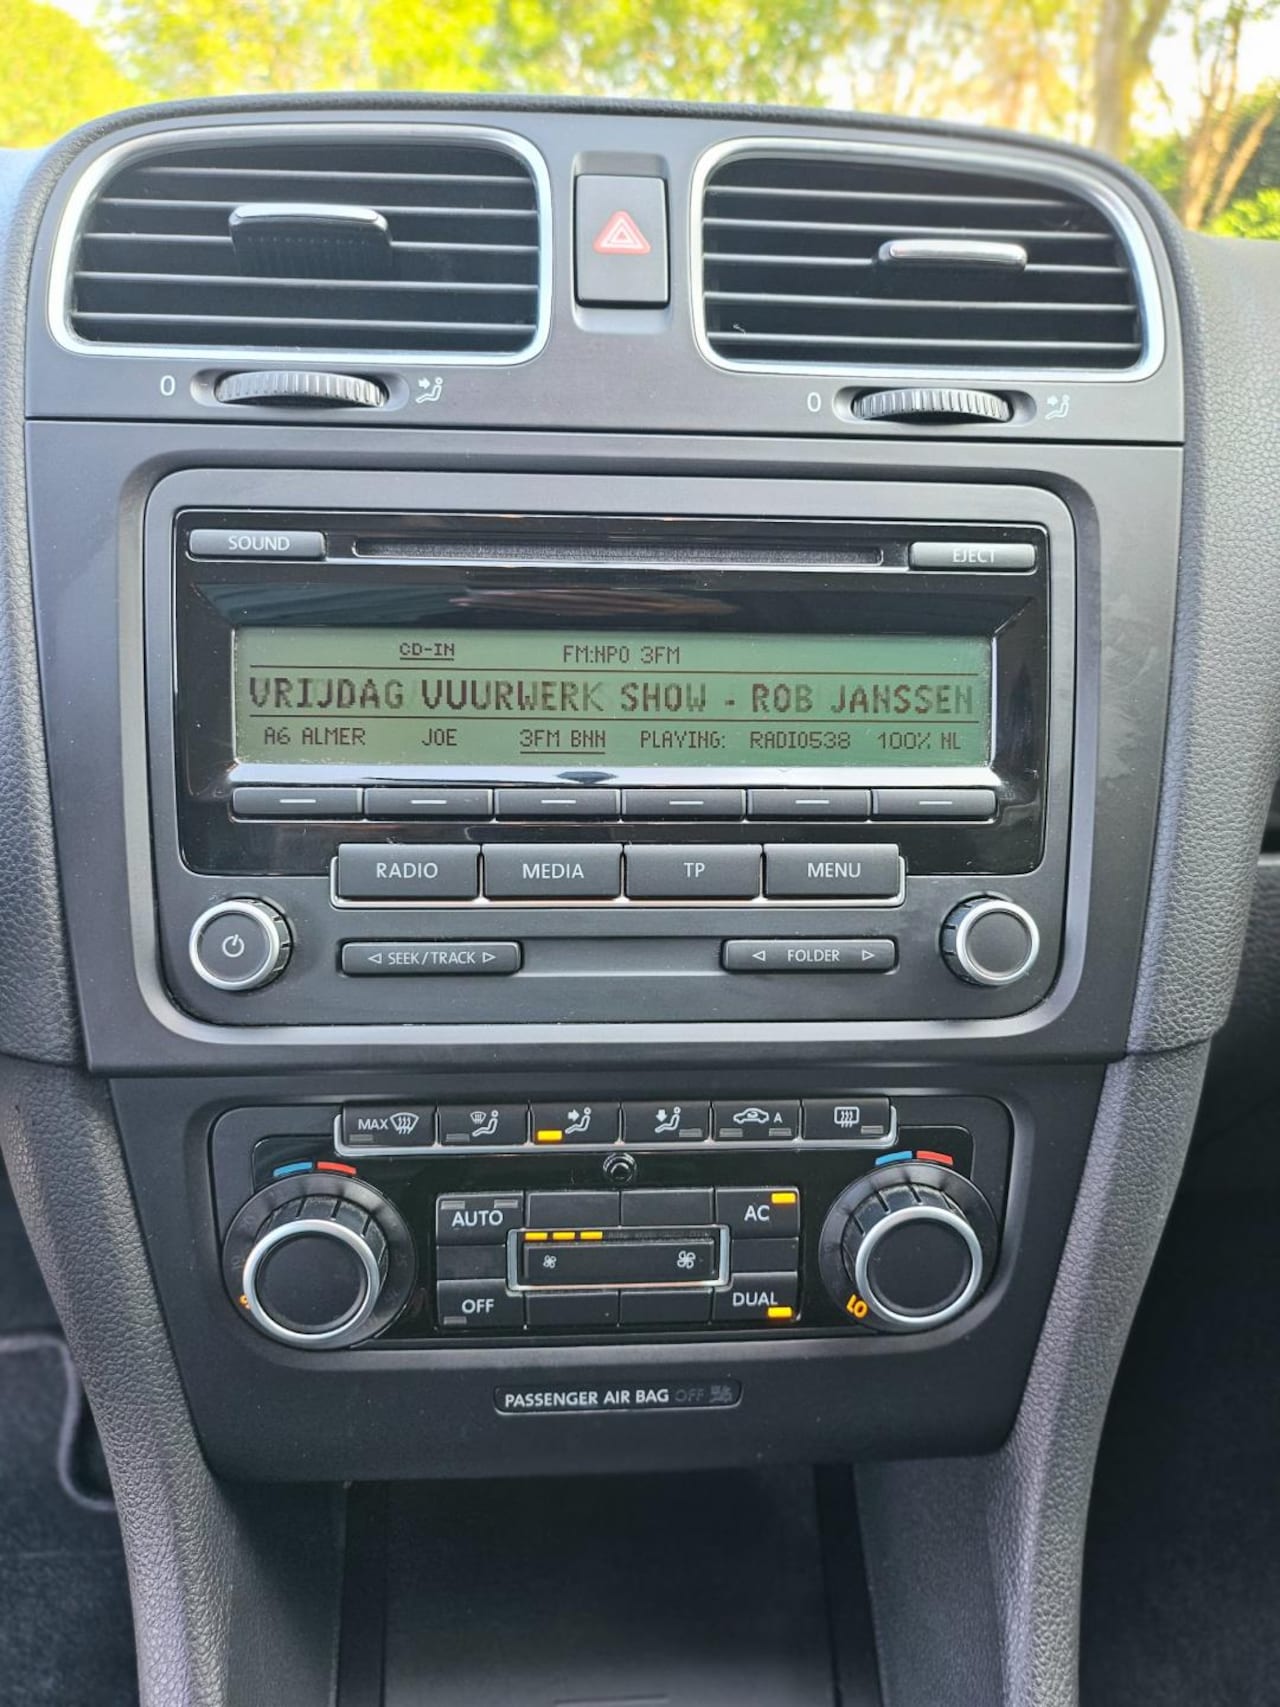 0
0
SOUND
EJECT
CD-IN FM:NPO 3FM
VRIJDAG VUURWERK SHOW - ROB JANSSEN
A6 ALMER JOE 3FM BNN PLAYING: RADIO538 100% NL
RADIO MEDIA TP MENU
◁ SEEK/TRACK ▷ ◁ FOLDER ▷
MAX
A
AUTO AC
OFF DUAL
LO
PASSENGER AIR BAG OFF